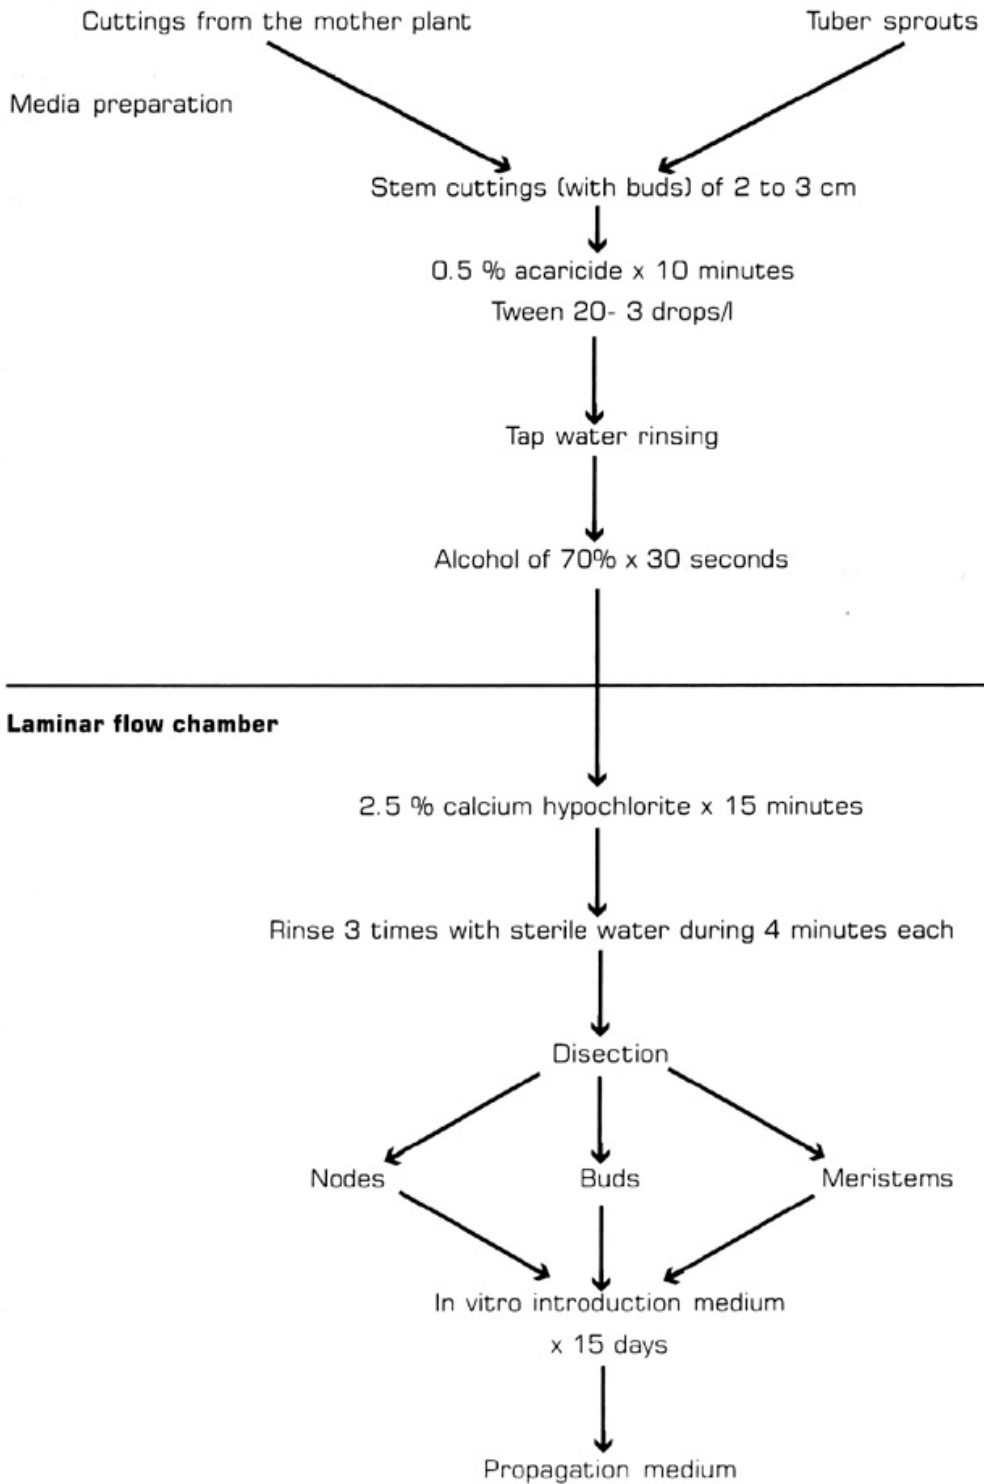 Cuttings from the mother plant
Tuber sprouts
Media preparation
Stem cuttings (with buds) of 2 to 3 cm
0.5 % acaricide x 10 minutes
Tween 20- 3 drops/l
Tap water rinsing
Alcohol of 70% x 30 seconds
Laminar flow chamber
2.5 % calcium hypochlorite x 15 minutes
Rinse 3 times with sterile water during 4 minutes each
Disection
Nodes
Buds
Meristems
In vitro introduction medium
x 15 days
Propagation medium